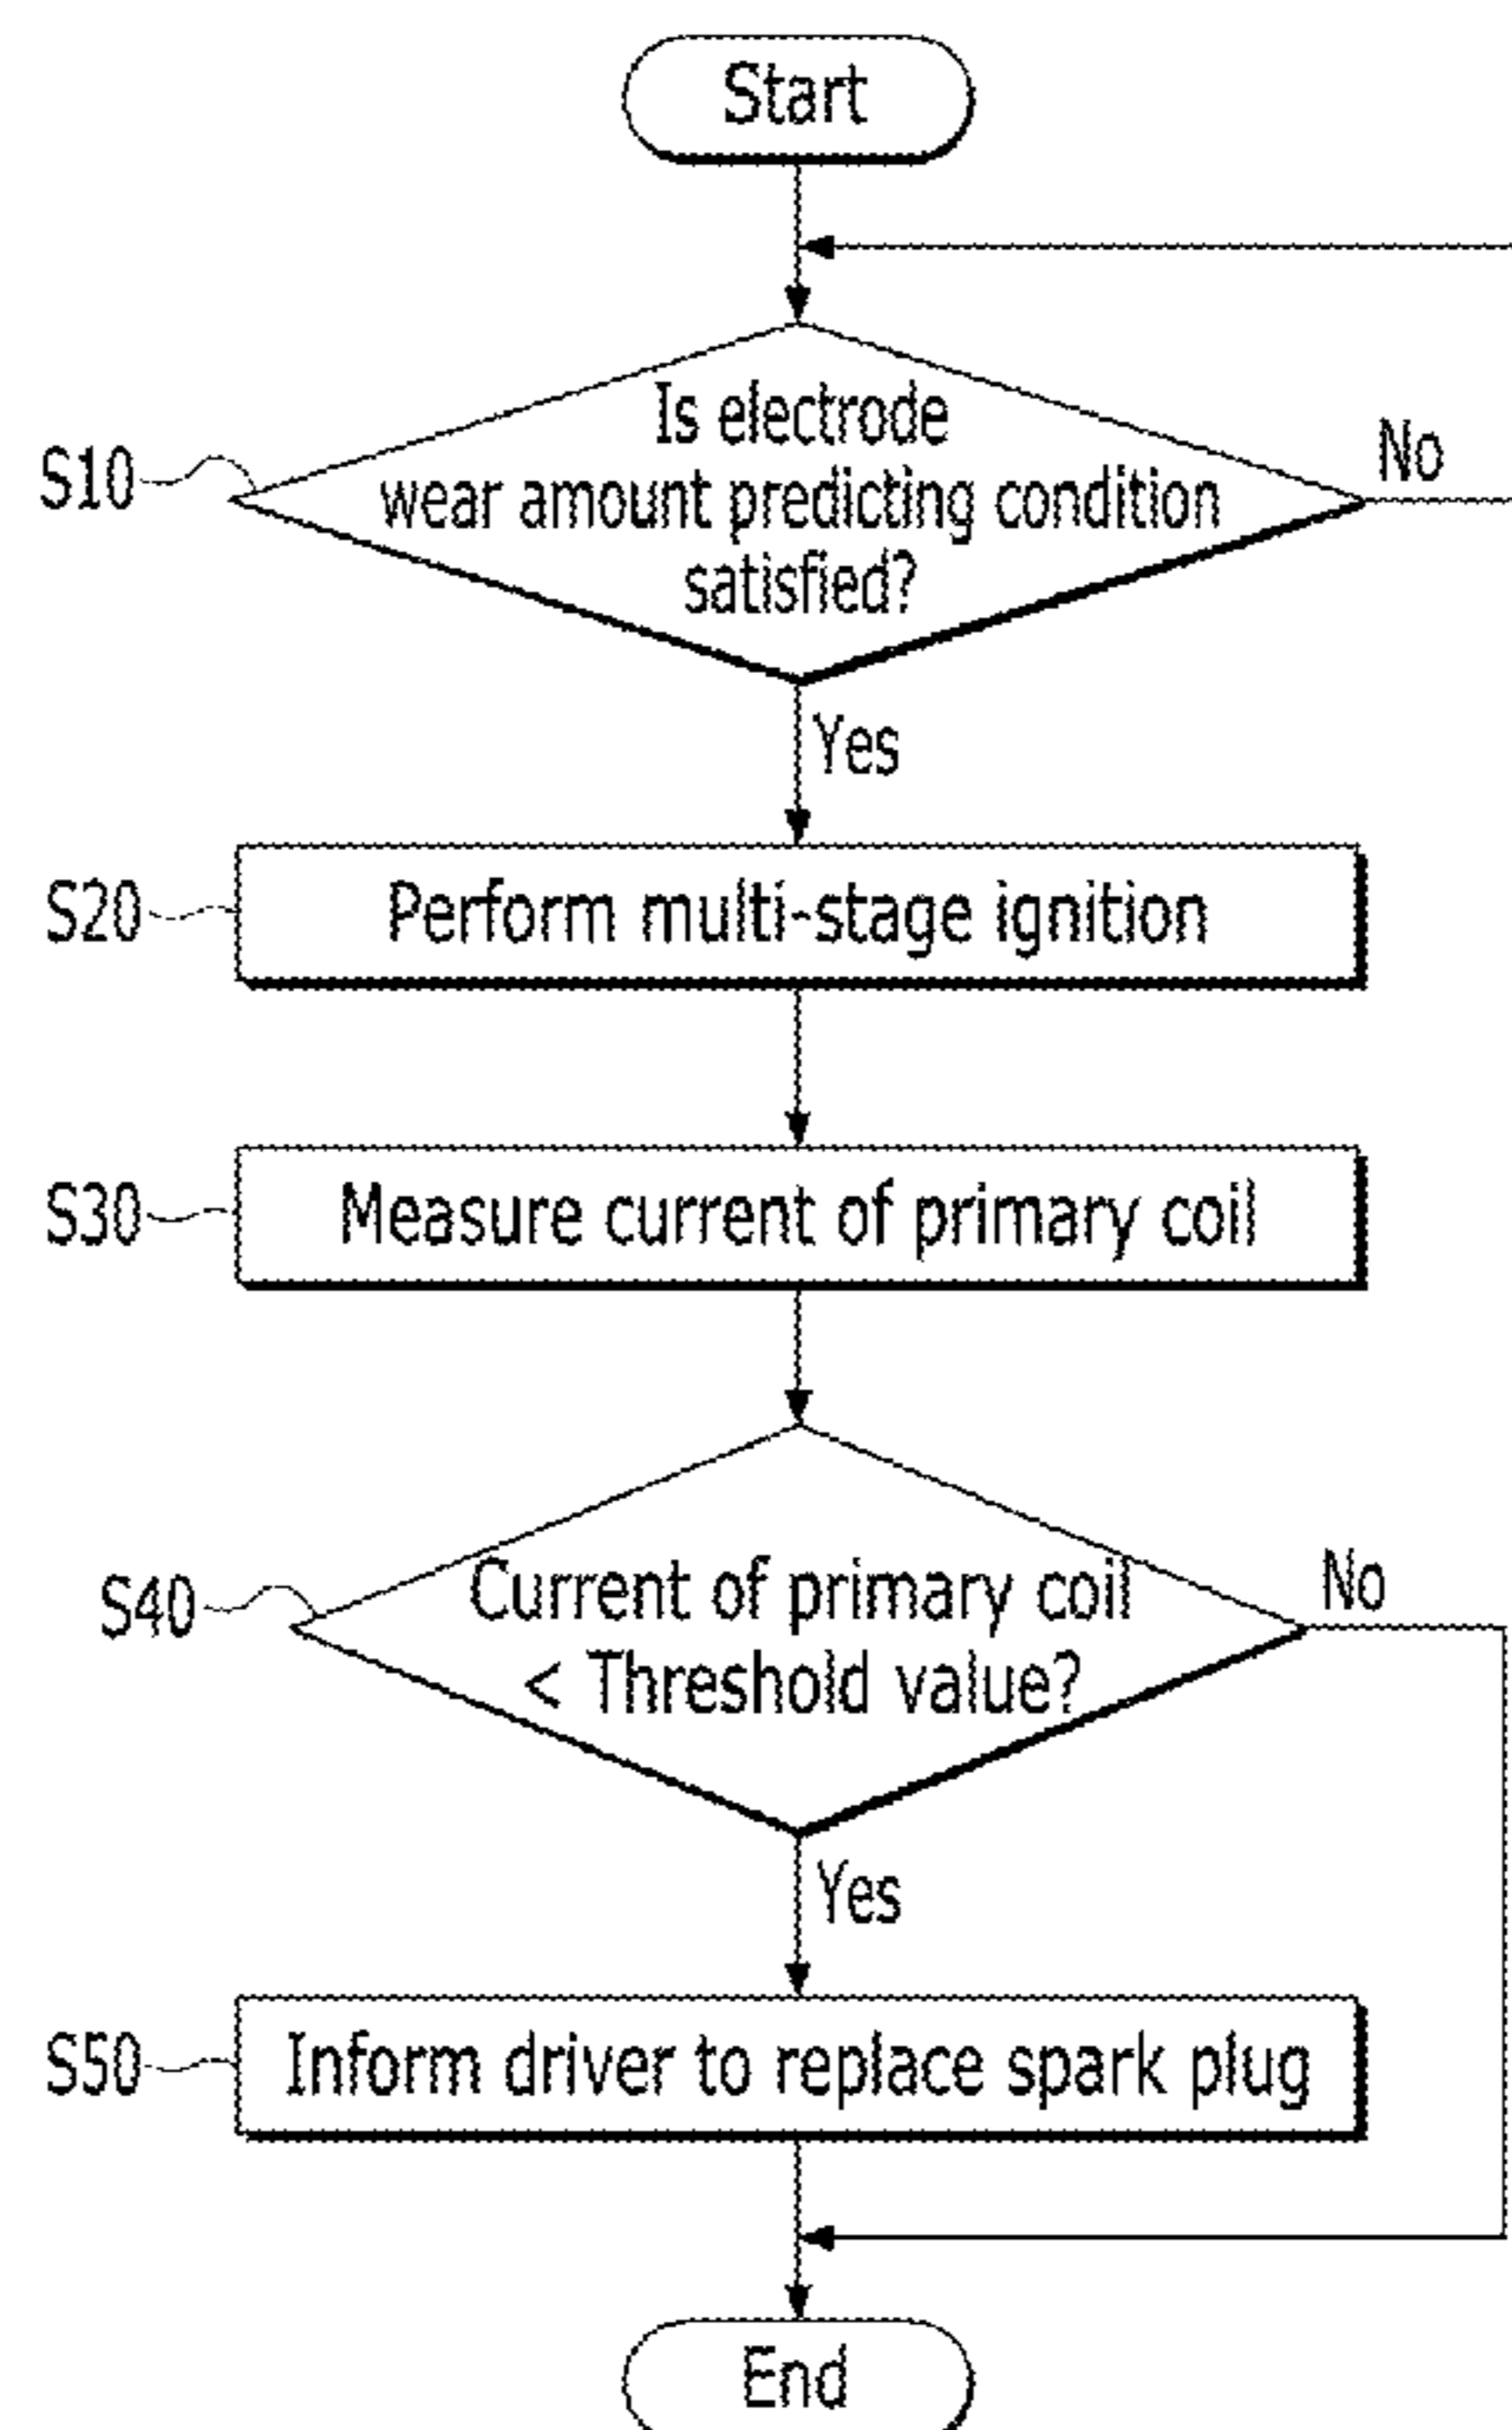 Start
Is electrode
wear amount predicting condition
satisfied?
S10
No
Yes
S20
Perform multi-stage ignition
S30
Measure current of primary coil
S40
Current of primary coil
< Threshold value?
No
Yes
S50
Inform driver to replace spark plug
End